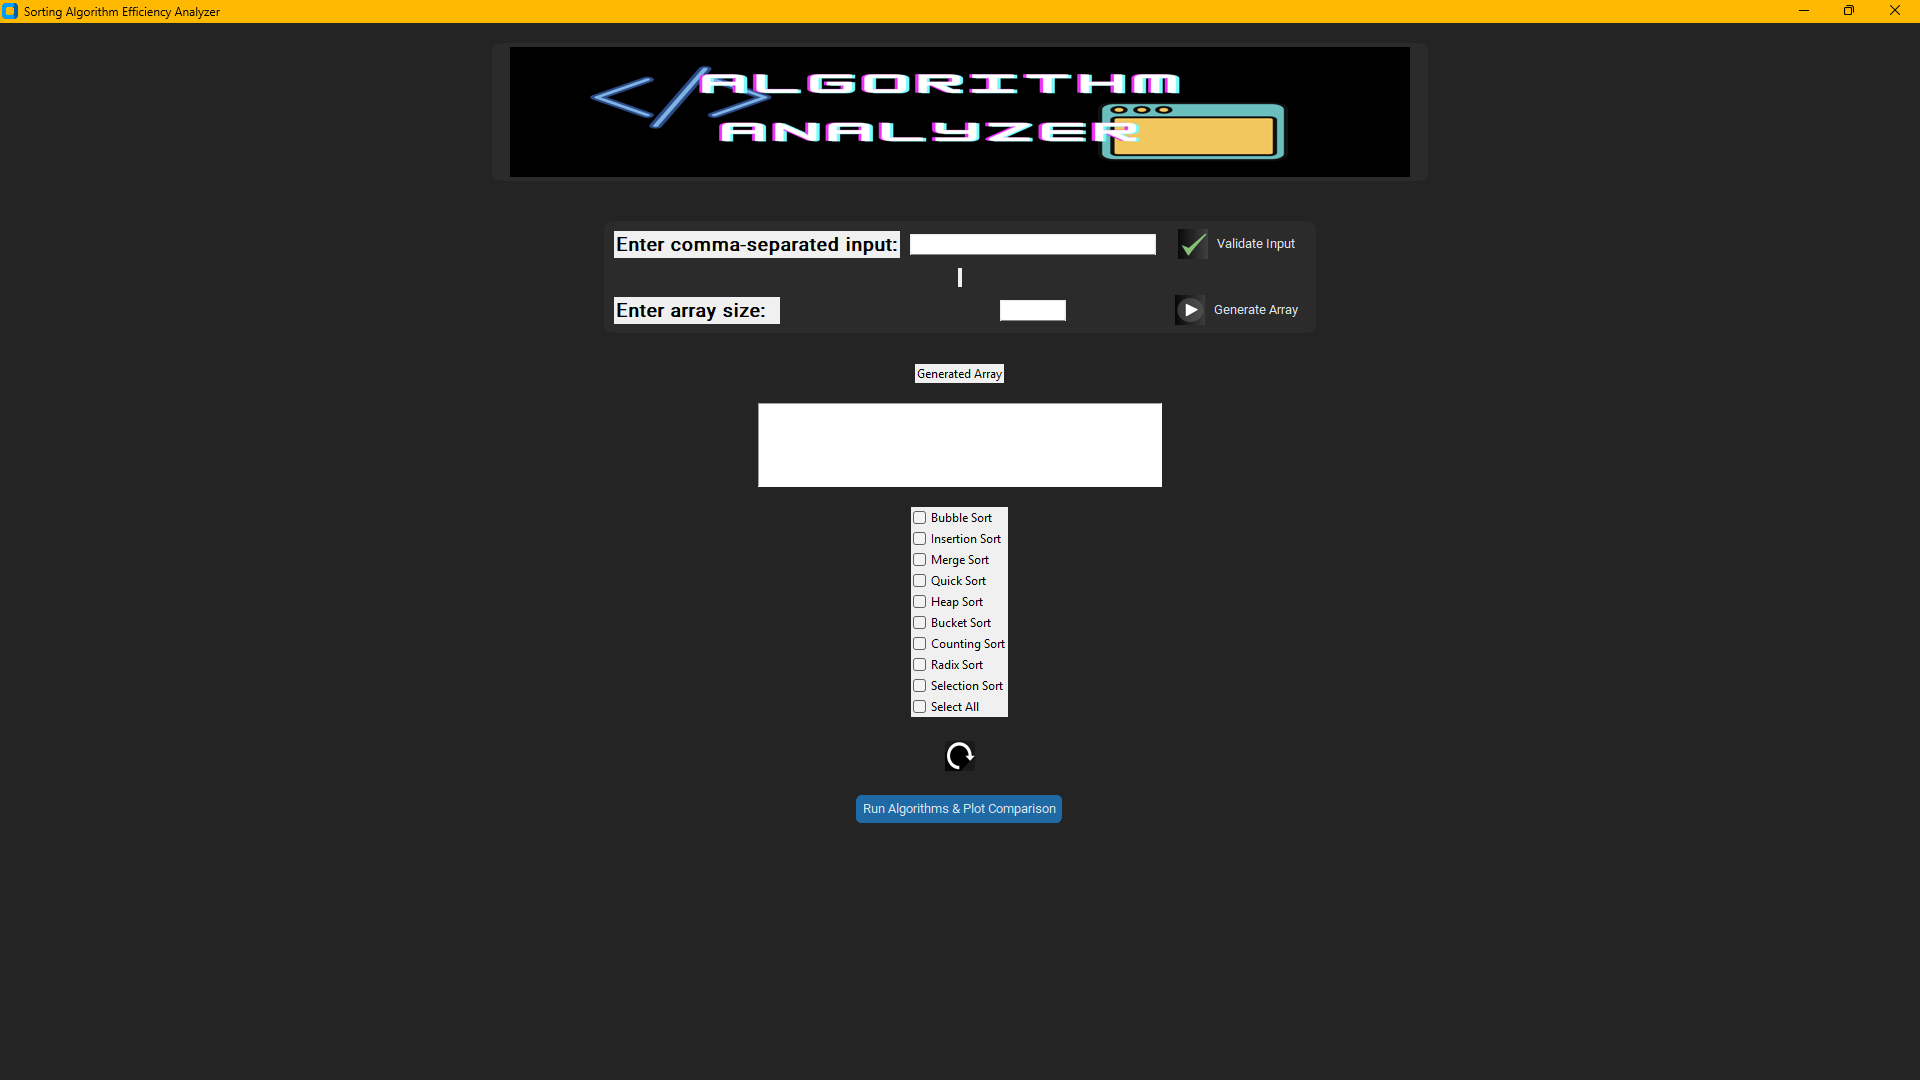 Sorting Algorithm Efficiency Analyzer
</> ALGORITHM
ANALYZER
Enter comma-separated input:
Validate Input
Enter array size:
Generate Array
Generated Array
Bubble Sort
Insertion Sort
Merge Sort
Quick Sort
Heap Sort
Bucket Sort
Counting Sort
Radix Sort
Selection Sort
Select All
Run Algorithms & Plot Comparison